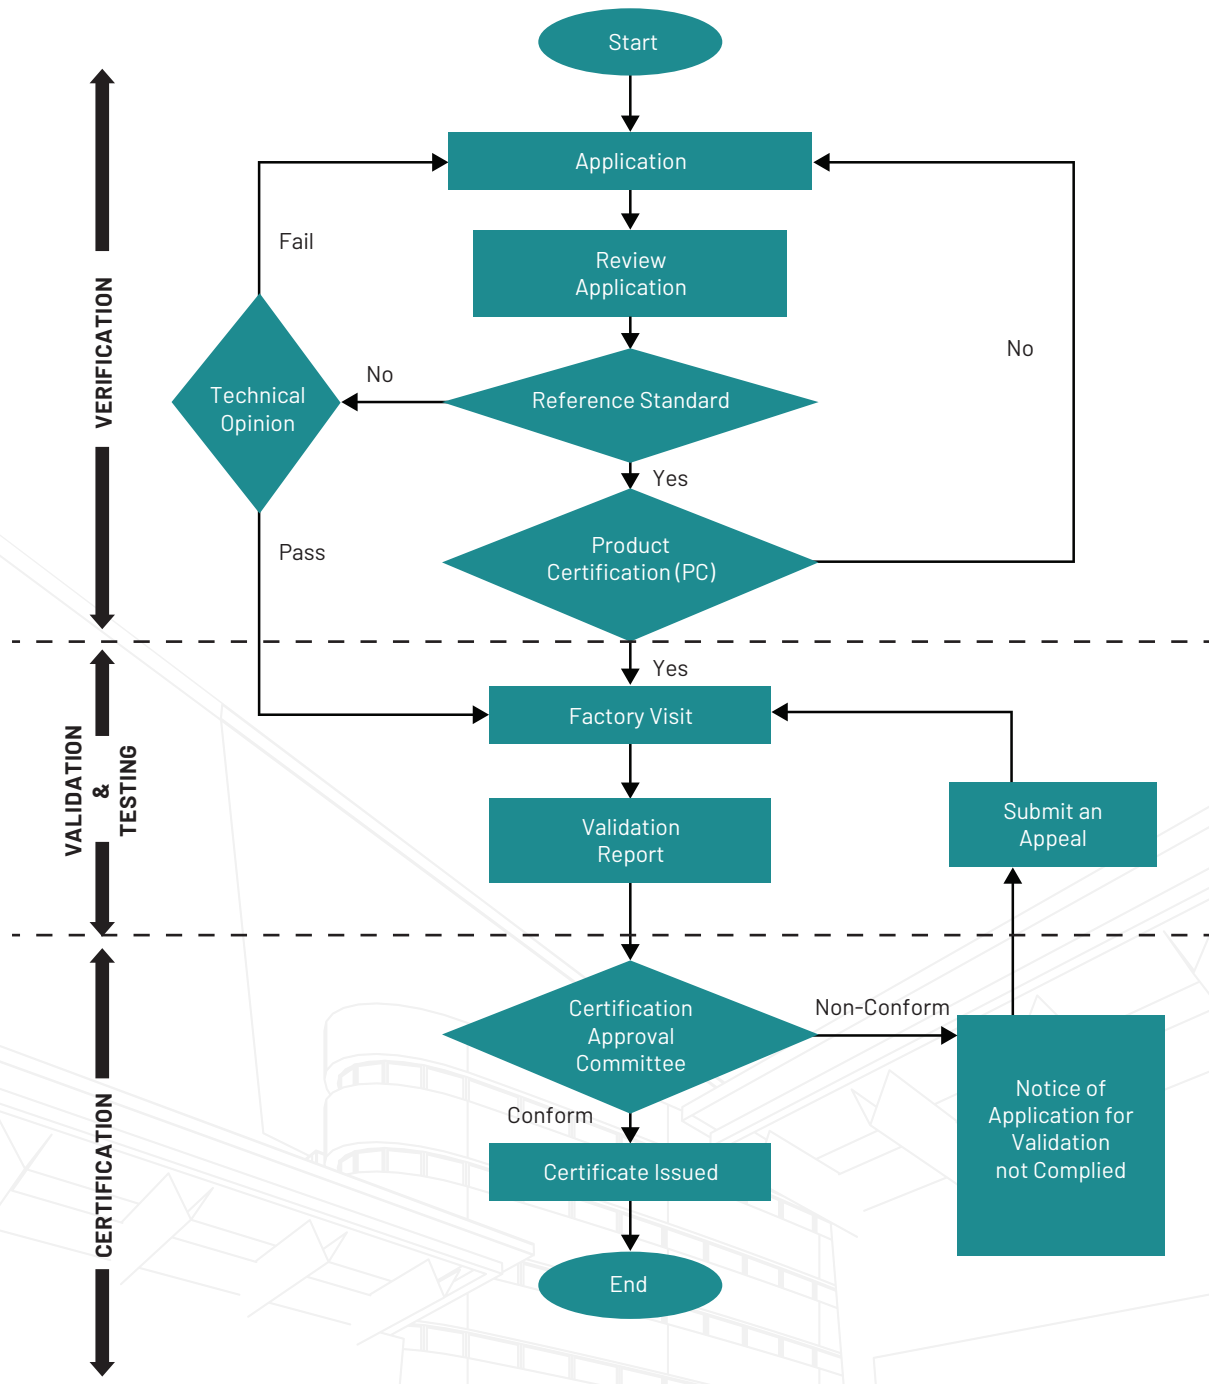 Start
Application
Fail
Review
Application
No
No
Technical
Opinion
Reference Standard
Yes
Product
Certification (PC)
Pass
VERIFICATION
Yes
Factory Visit
Validation
Report
Submit an
Appeal
VALIDATION
&
TESTING
Certification
Approval
Committee
Non-Conform
Conform
Notice of
Application for
Validation
not Complied
Certificate Issued
End
CERTIFICATION